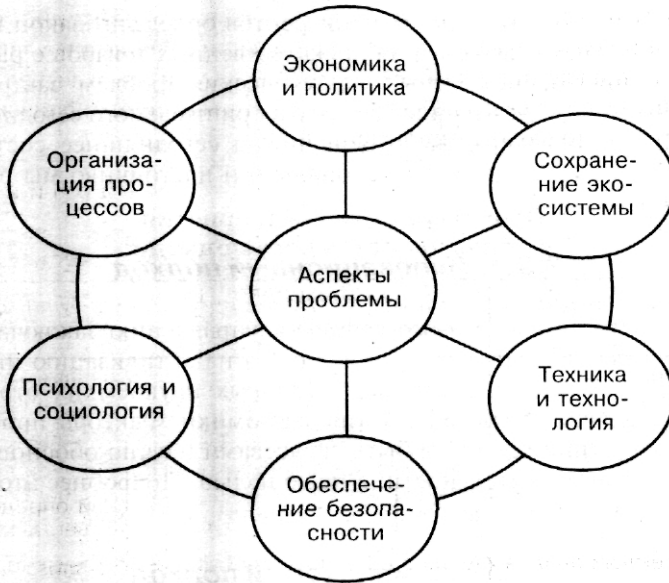 Экономика
и политика
Организа-
ция про-
цессов
Сохране-
ние эко-
системы
Аспекты
проблемы
Психология и
социология
Техника
и техно-
логия
Обеспече-
ние безопа-
сности